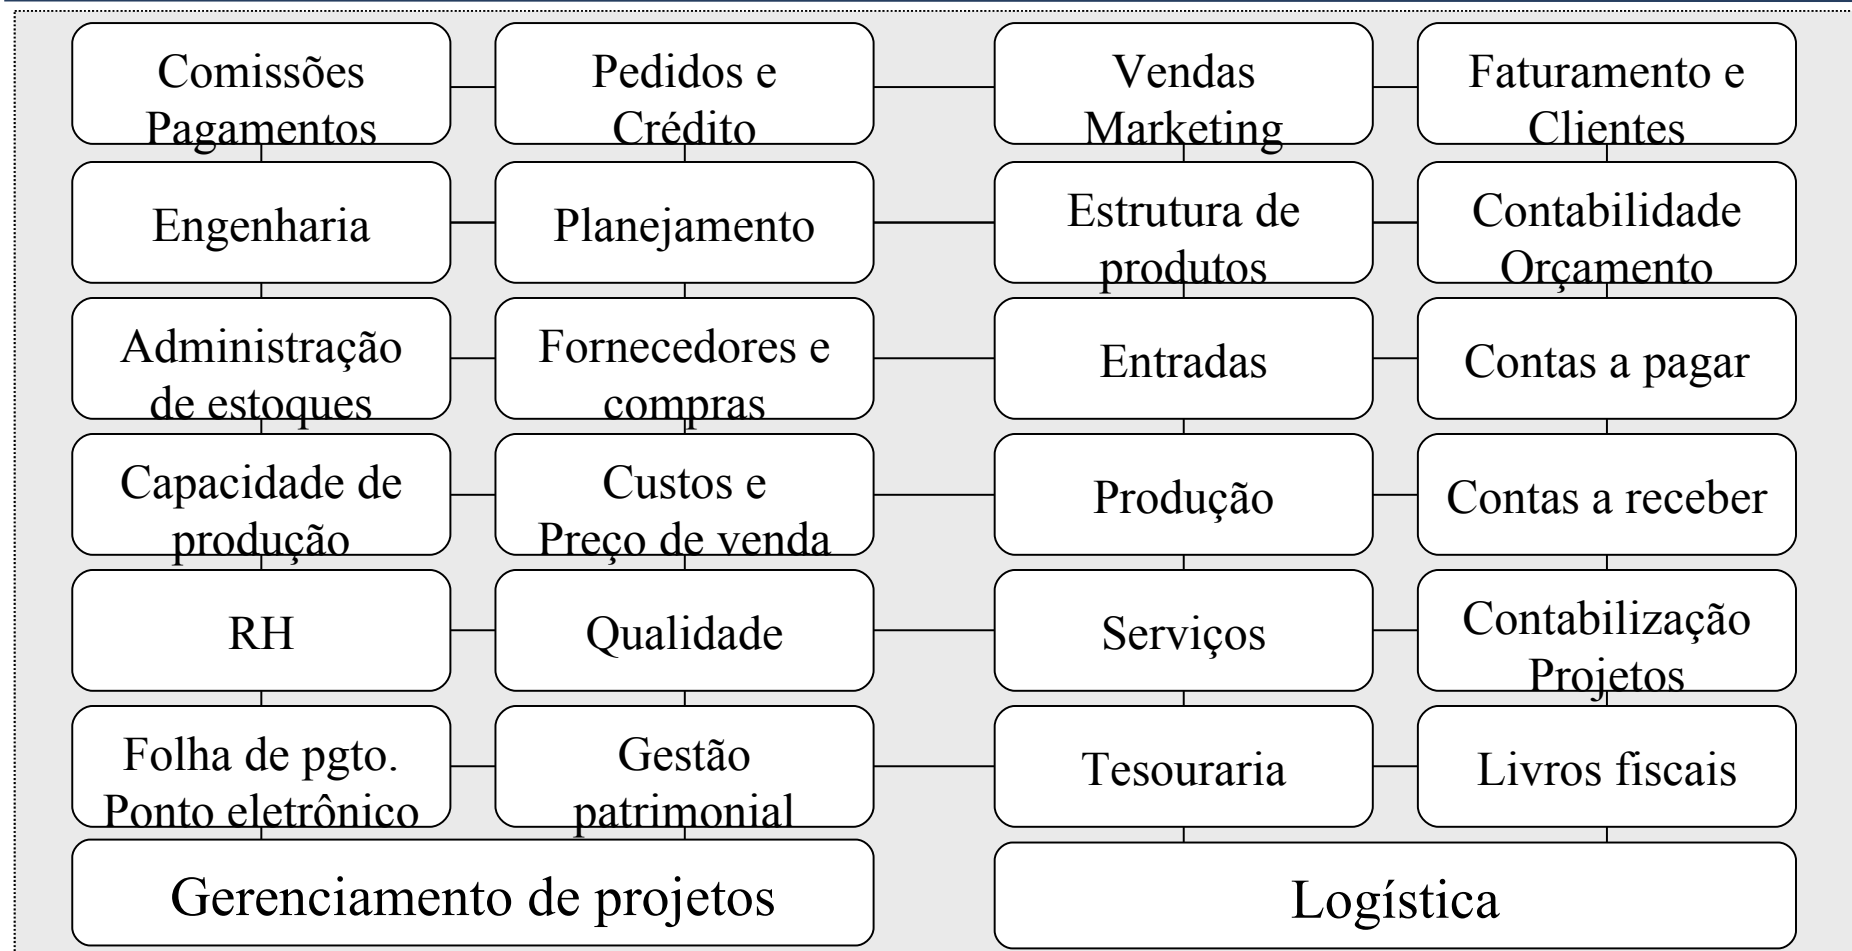 Comissões
Pagamentos
Pedidos e
Crédito
Vendas
Marketing
Faturamento e
Clientes
Engenharia
Planejamento
Estrutura de
produtos
Contabilidade
Orçamento
Administração
de estoques
Fornecedores e
compras
Entradas
Contas a pagar
Capacidade de
produção
Custos e
Preço de venda
Produção
Contas a receber
RH
Qualidade
Serviços
Contabilização
Projetos
Folha de pgto.
Ponto eletrônico
Gestão
patrimonial
Tesouraria
Livros fiscais
Gerenciamento de projetos
Logística